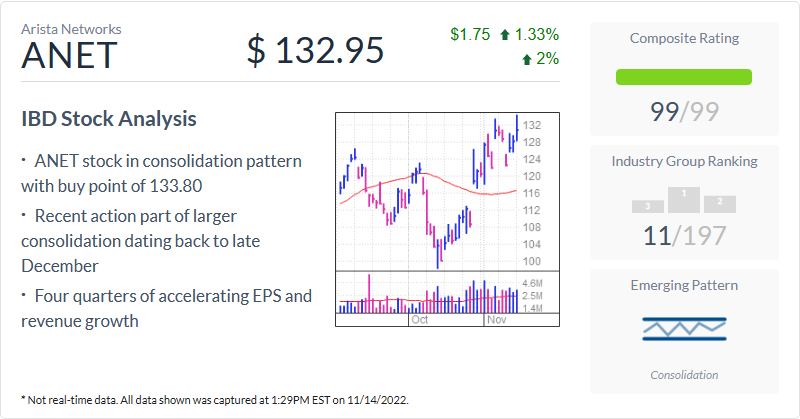 Arista Networks
ANET
$ 132.95
$1.75 1.33%
2%
IBD Stock Analysis
· ANET stock in consolidation pattern
with buy point of 133.80
· Recent action part of larger
consolidation dating back to late
December
· Four quarters of accelerating EPS and
revenue growth
132
128
124
120
116
112
108
104
100
4.6M
2.5M
1.4M
Oct Nov
Composite Rating
99/99
Industry Group Ranking
3 1 2
11/197
Emerging Pattern
Consolidation
* Not real-time data. All data shown was captured at 1:29PM EST on 11/14/2022.